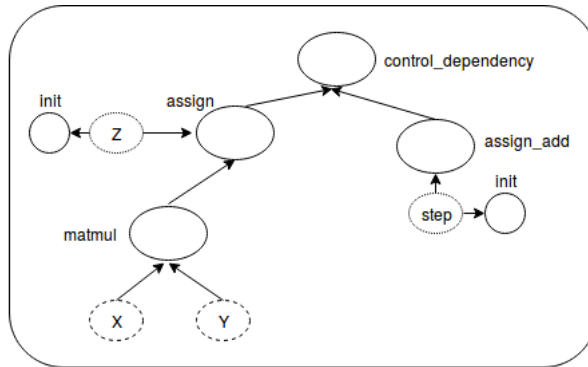 control_dependency
init
assign
Z
assign_add
init
step
matmul
X
Y